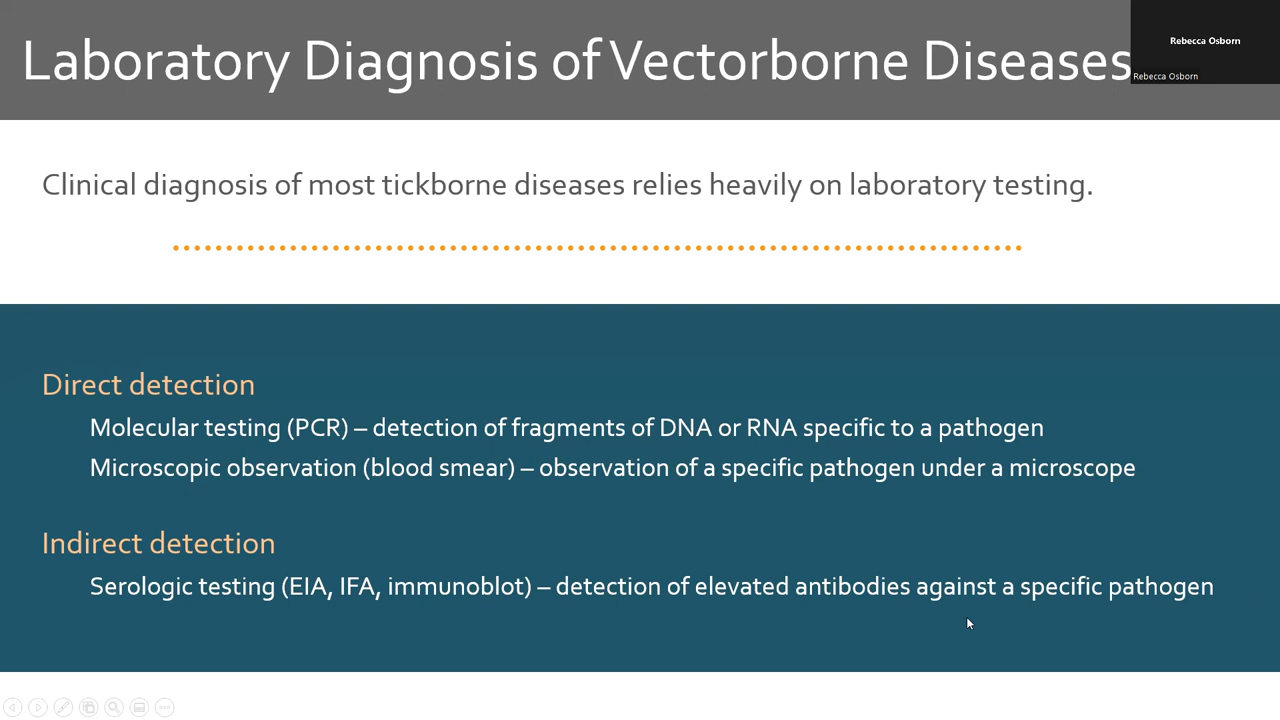 Laboratory Diagnosis of Vectorborne Diseases
Rebecca Osborn
Rebecca Osborn
Clinical diagnosis of most tickborne diseases relies heavily on laboratory testing.
Direct detection
Molecular testing (PCR) – detection of fragments of DNA or RNA specific to a pathogen
Microscopic observation (blood smear) – observation of a specific pathogen under a microscope
Indirect detection
Serologic testing (EIA, IFA, immunoblot) – detection of elevated antibodies against a specific pathogen